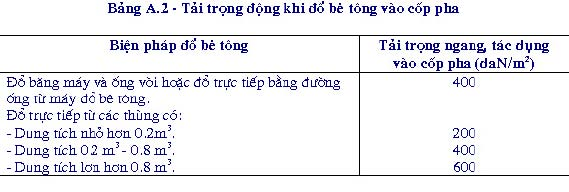 Bảng A.2 - Tải trọng động khi đổ bê tông vào cốp pha
Biện pháp đổ bê tông
Tải trọng ngang, tác dụng vào cốp pha (daN/m²)
Đổ bằng máy và ống vòi hoặc đổ trực tiếp bằng đường 400
ống từ máy đổ bê tông.
Đổ trực tiếp từ các thùng có:
- Dung tích nhỏ hơn 0.2m³. 200
- Dung tích 0.2 m³- 0.8 m³. 400
- Dung tích lơn hơn 0.8 m³. 600